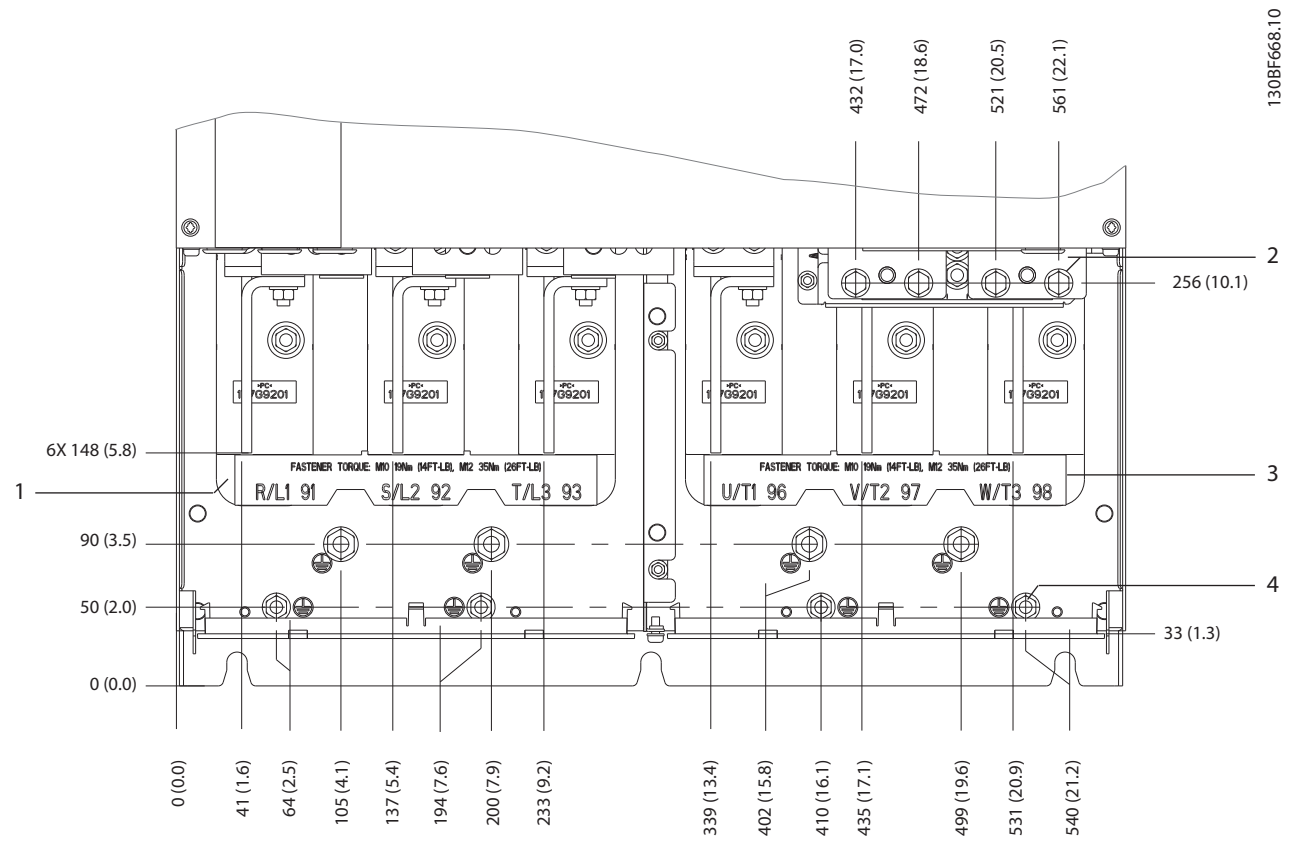 130BF668.10
432 (17.0)
472 (18.6)
521 (20.5)
561 (22.1)
2
256 (10.1)
•PC•
•PC•
•PC•
•PC•
•PC•
•PC•
6X 148 (5.8)
FASTENER TORQUE: M10 19Nm (14FT-LB), M12 35Nm (26FT-LB)
FASTENER TORQUE: M10 19Nm (14FT-LB), M12 35Nm (26FT-LB)
3
1
R/L1 91 S/L2 92 T/L3 93
U/T1 96 V/T2 97 W/T3 98
90 (3.5)
4
50 (2.0)
33 (1.3)
0 (0.0)
0 (0.0)
41 (1.6)
64 (2.5)
105 (4.1)
137 (5.4)
194 (7.6)
200 (7.9)
233 (9.2)
339 (13.4)
402 (15.8)
410 (16.1)
435 (17.1)
499 (19.6)
531 (20.9)
540 (21.2)